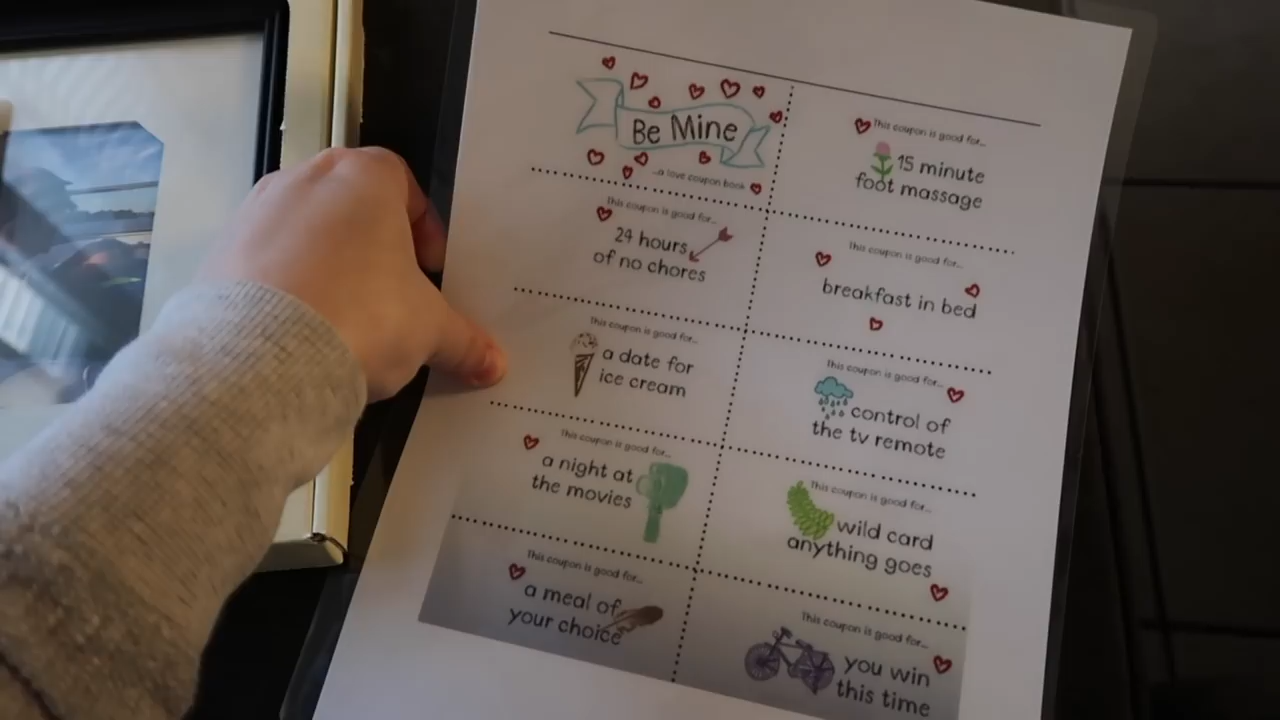 Be Mine
...a love coupon book
This coupon is good for...
15 minute
foot massage
This coupon is good for...
24 hours
of no chores
This coupon is good for...
breakfast in bed
This coupon is good for...
a date for
ice cream
This coupon is good for...
control of
the tv remote
This coupon is good for...
a night at
the movies
This coupon is good for...
wild card
anything goes
This coupon is good for...
a meal of
your choice
This coupon is good for...
you win
this time